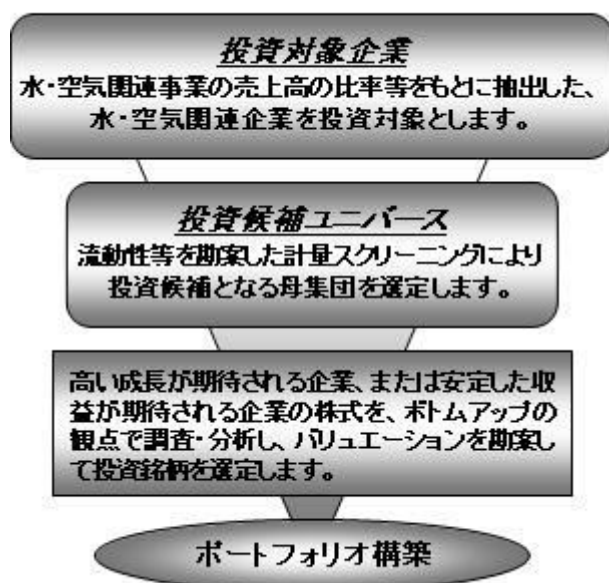 投資対象企業
水・空気関連事業の売上高の比率等をもとに抽出した、
水・空気関連企業を投資対象とします。
投資候補ユニバース
流動性等を勘案した計量スクリーニングにより
投資候補となる母集団を選定します。
高い成長が期待される企業、または安定した収
益が期待される企業の株式を、ボトムアップの
観点で調査・分析し、バリュエーションを勘案し
て投資銘柄を選定します。
ポートフォリオ構築